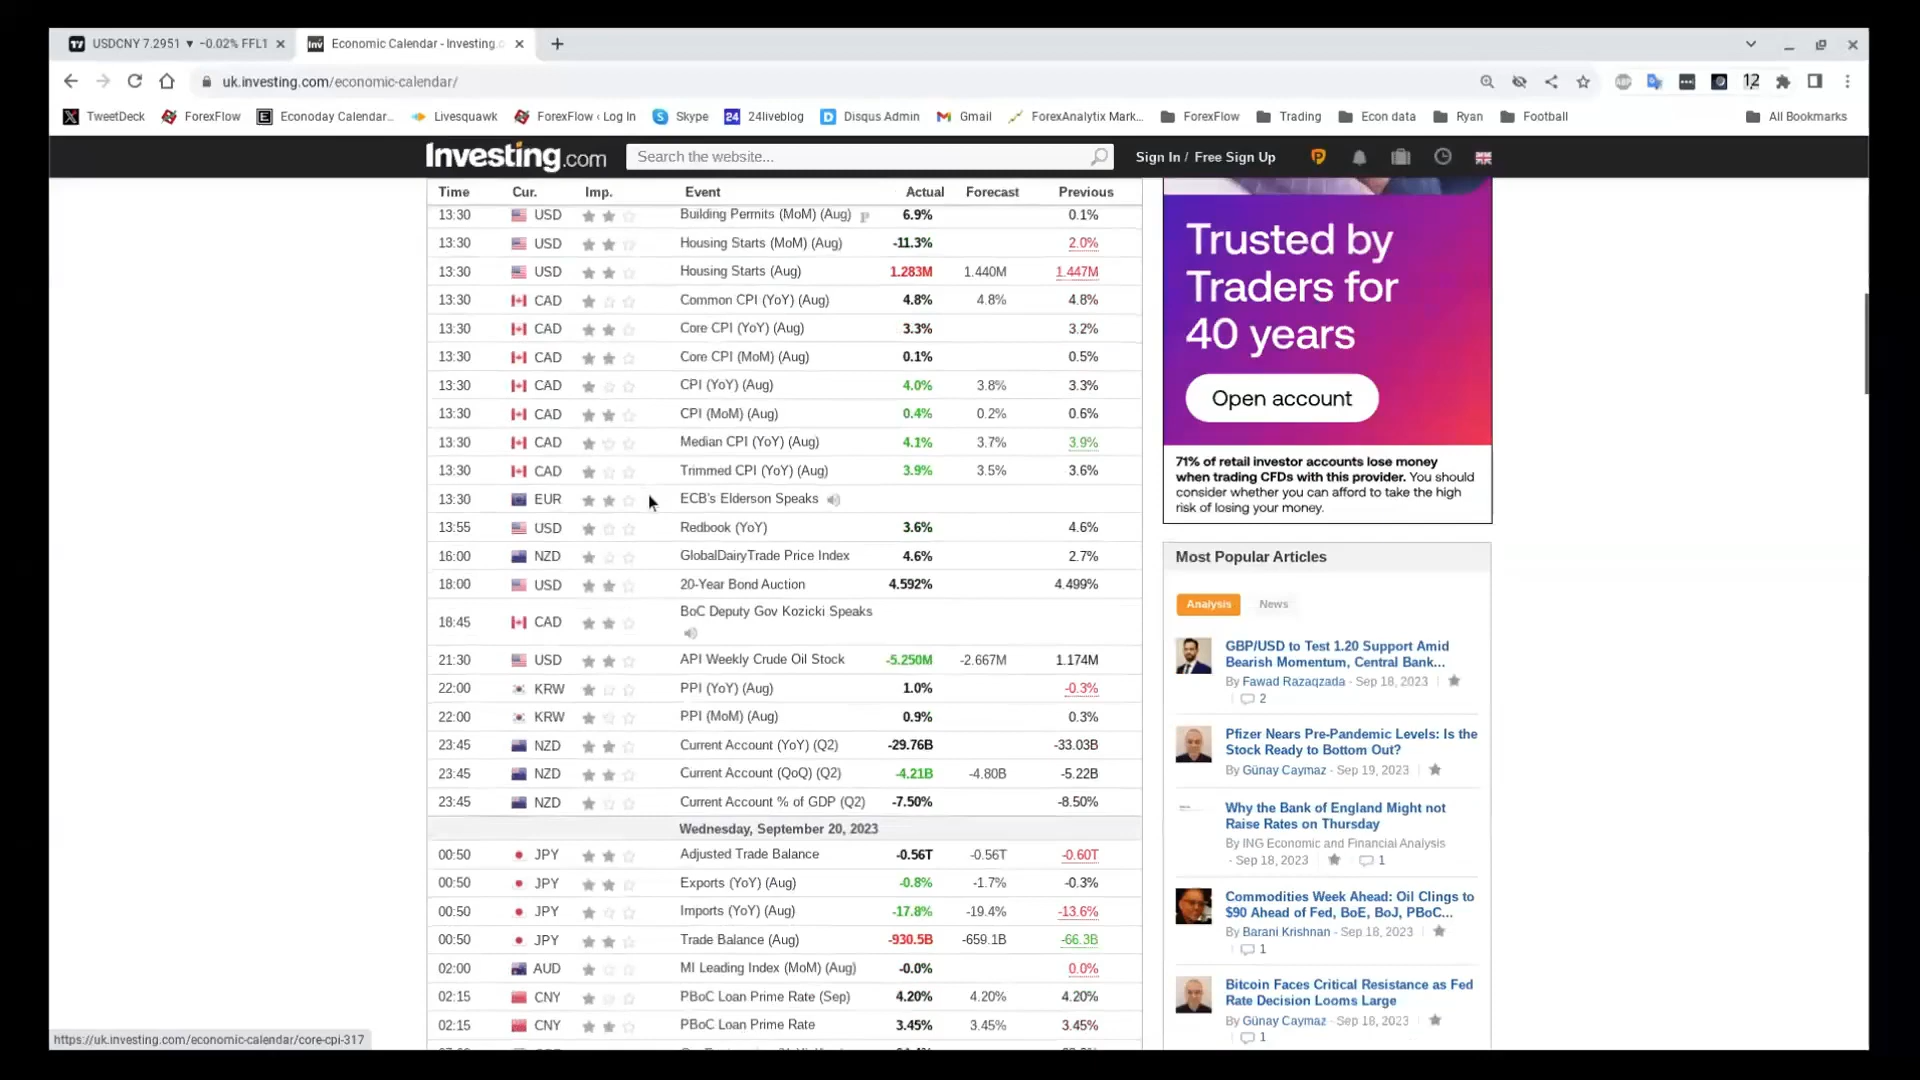 USDCNY 7.2951 ▼ −0.02% FFL1
Economic Calendar - Investing.c
uk.investing.com/economic-calendar/
12
TweetDeck ForexFlow Econoday Calendar... Livesquawk ForexFlow ‹ Log In Skype 24liveblog Disqus Admin Gmail ForexAnalytix Mark... ForexFlow Trading Econ data Ryan Football All Bookmarks
Investing.com Search the website... Sign In / Free Sign Up
Time Cur. Imp. Event Actual Forecast Previous
13:30 USD Building Permits (MoM) (Aug) P 6.9% 0.1%
13:30 USD Housing Starts (MoM) (Aug) -11.3% 2.0%
13:30 USD Housing Starts (Aug) 1.283M 1.440M 1.447M
13:30 CAD Common CPI (YoY) (Aug) 4.8% 4.8% 4.8%
13:30 CAD Core CPI (YoY) (Aug) 3.3% 3.2%
13:30 CAD Core CPI (MoM) (Aug) 0.1% 0.5%
13:30 CAD CPI (YoY) (Aug) 4.0% 3.8% 3.3%
13:30 CAD CPI (MoM) (Aug) 0.4% 0.2% 0.6%
13:30 CAD Median CPI (YoY) (Aug) 4.1% 3.7% 3.9%
13:30 CAD Trimmed CPI (YoY) (Aug) 3.9% 3.5% 3.6%
13:30 EUR ECB's Elderson Speaks
13:55 USD Redbook (YoY) 3.6% 4.6%
16:00 NZD GlobalDairyTrade Price Index 4.6% 2.7%
18:00 USD 20-Year Bond Auction 4.592% 4.499%
18:45 CAD BoC Deputy Gov Kozicki Speaks
21:30 USD API Weekly Crude Oil Stock -5.250M -2.667M 1.174M
22:00 KRW PPI (YoY) (Aug) 1.0% -0.3%
22:00 KRW PPI (MoM) (Aug) 0.9% 0.3%
23:45 NZD Current Account (YoY) (Q2) -29.76B -33.03B
23:45 NZD Current Account (QoQ) (Q2) -4.21B -4.80B -5.22B
23:45 NZD Current Account % of GDP (Q2) -7.50% -8.50%
Wednesday, September 20, 2023
00:50 JPY Adjusted Trade Balance -0.56T -0.56T -0.60T
00:50 JPY Exports (YoY) (Aug) -0.8% -1.7% -0.3%
00:50 JPY Imports (YoY) (Aug) -17.8% -19.4% -13.6%
00:50 JPY Trade Balance (Aug) -930.5B -659.1B -66.3B
02:00 AUD MI Leading Index (MoM) (Aug) -0.0% 0.0%
02:15 CNY PBoC Loan Prime Rate (Sep) 4.20% 4.20% 4.20%
02:15 CNY PBoC Loan Prime Rate 3.45% 3.45% 3.45%
Trusted by
Traders for
40 years
Open account
71% of retail investor accounts lose money
when trading CFDs with this provider. You should
consider whether you can afford to take the high
risk of losing your money.
Most Popular Articles
Analysis News
GBP/USD to Test 1.20 Support Amid
Bearish Momentum, Central Bank...
By Fawad Razaqzada - Sep 18, 2023
2
Pfizer Nears Pre-Pandemic Levels: Is the
Stock Ready to Bottom Out?
By Günay Caymaz - Sep 19, 2023
Why the Bank of England Might not
Raise Rates on Thursday
By ING Economic and Financial Analysis
- Sep 18, 2023 1
Commodities Week Ahead: Oil Clings to
$90 Ahead of Fed, BoE, BoJ, PBoC...
By Barani Krishnan - Sep 18, 2023
1
Bitcoin Faces Critical Resistance as Fed
Rate Decision Looms Large
By Günay Caymaz - Sep 18, 2023
1
https://uk.investing.com/economic-calendar/core-cpi-317